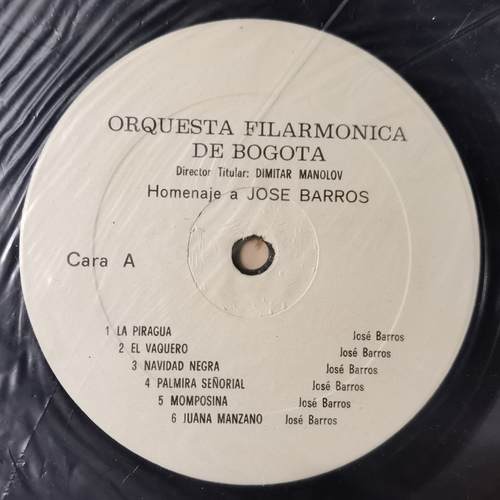 ORQUESTA FILARMONICA
DE BOGOTA
Director Titular: DIMITAR MANOLOV
Homenaje a JOSE BARROS
Cara A
1 LA PIRAGUA José Barros
2 EL VAQUERO José Barros
3 NAVIDAD NEGRA José Barros
4 PALMIRA SEÑORIAL José Barros
5 MOMPOSINA José Barros
6 JUANA MANZANO José Barros